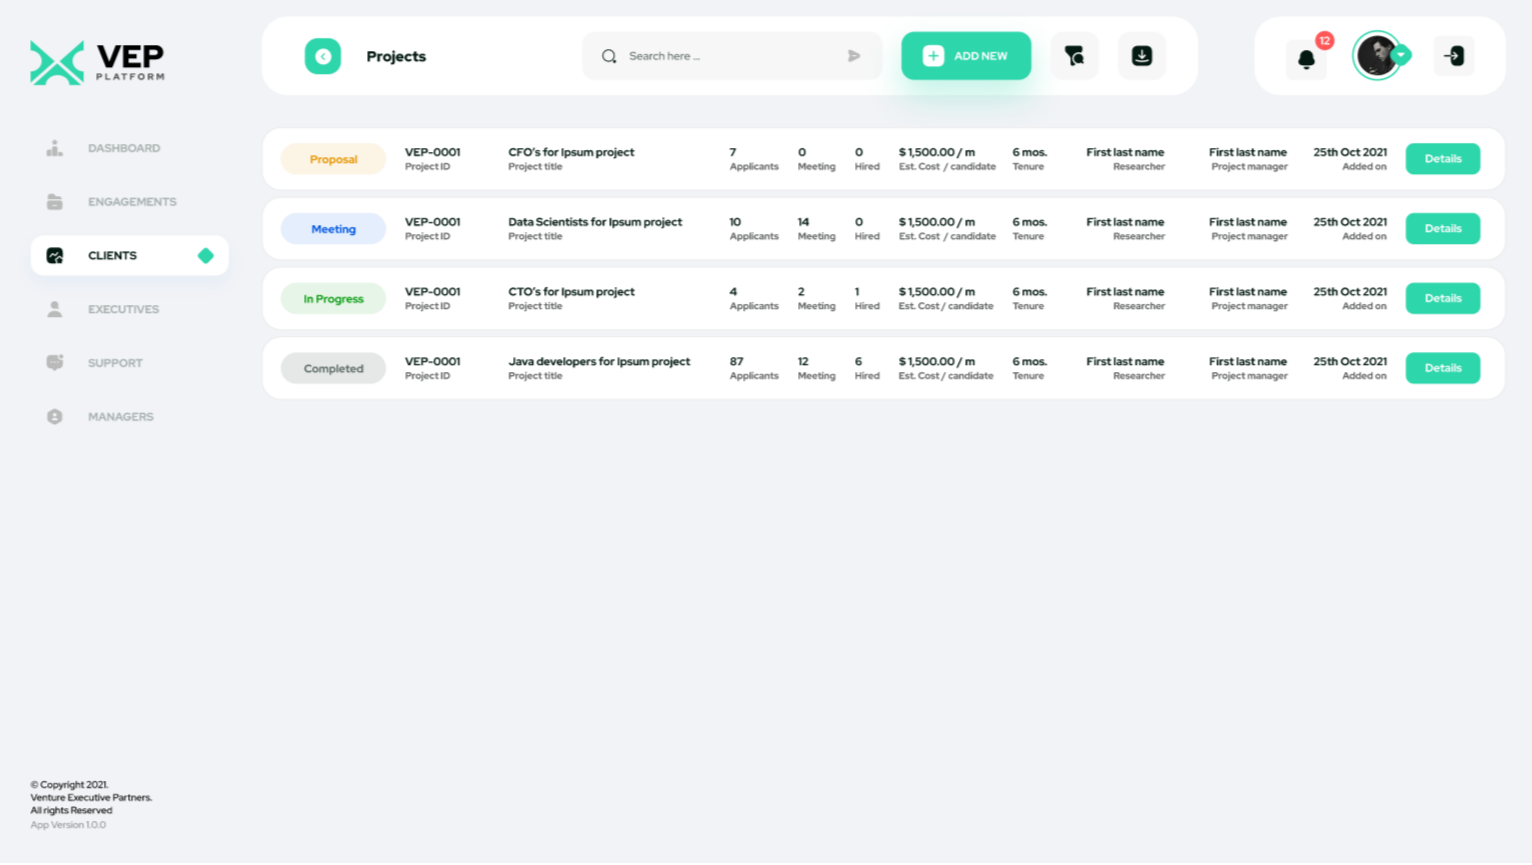 VEP
PLATFORM
Projects
Search here ...
ADD NEW
12
DASHBOARD
ENGAGEMENTS
CLIENTS
EXECUTIVES
SUPPORT
MANAGERS
Proposal VEP-0001 CFO's for Ipsum project 7 0 0 $ 1,500.00 / m 6 mos. First last name First last name 25th Oct 2021 Details
Project ID Project title Applicants Meeting Hired Est. Cost / candidate Tenure Researcher Project manager Added on
Meeting VEP-0001 Data Scientists for Ipsum project 10 14 0 $ 1,500.00 / m 6 mos. First last name First last name 25th Oct 2021 Details
Project ID Project title Applicants Meeting Hired Est. Cost / candidate Tenure Researcher Project manager Added on
In Progress VEP-0001 CTO's for Ipsum project 4 2 1 $ 1,500.00 / m 6 mos. First last name First last name 25th Oct 2021 Details
Project ID Project title Applicants Meeting Hired Est. Cost / candidate Tenure Researcher Project manager Added on
Completed VEP-0001 Java developers for Ipsum project 87 12 6 $ 1,500.00 / m 6 mos. First last name First last name 25th Oct 2021 Details
Project ID Project title Applicants Meeting Hired Est. Cost / candidate Tenure Researcher Project manager Added on
© Copyright 2021.
Venture Executive Partners.
All rights Reserved
App Version 1.0.0